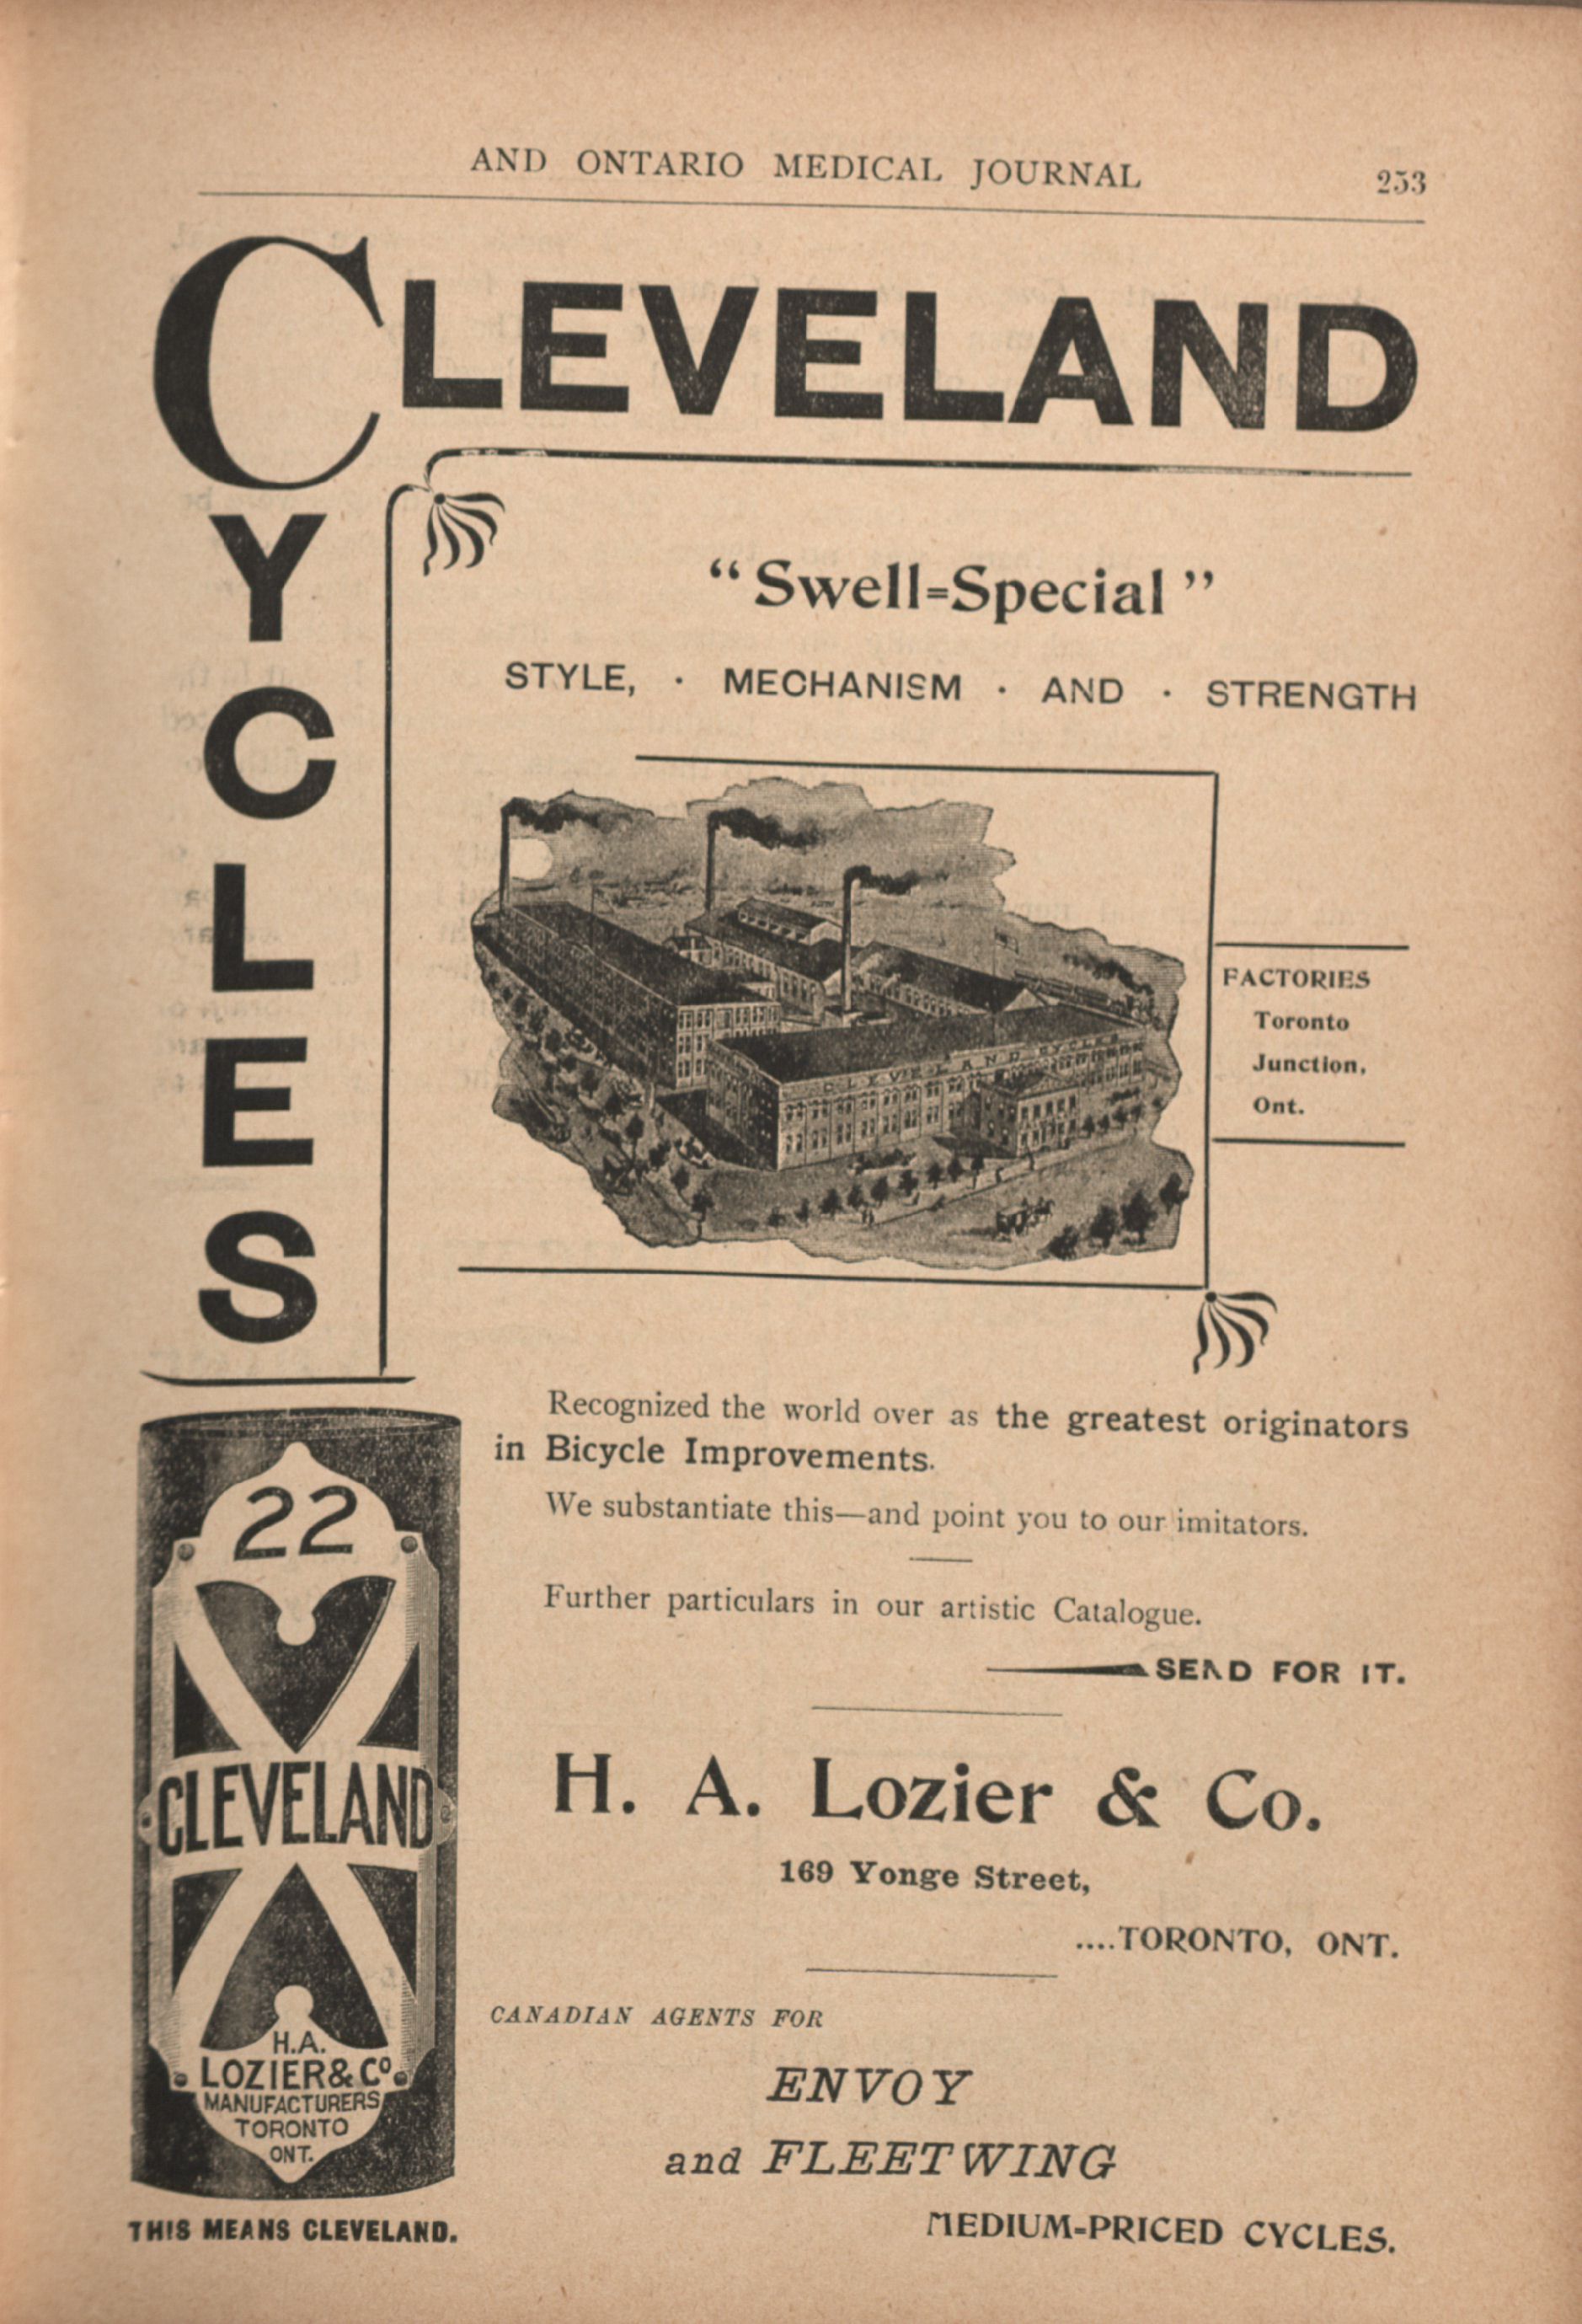 AND ONTARIO MEDICAL JOURNAL 253
CLEVELAND
CYCLES
“Swell=Special”
STYLE, · MECHANISM · AND · STRENGTH
CLEVELAND CYCLES
FACTORIES
Toronto
Junction,
Ont.
Recognized the world over as the greatest originators
in Bicycle Improvements.
We substantiate this—and point you to our imitators.
Further particulars in our artistic Catalogue.
SEND FOR IT.
H. A. Lozier & Co.
169 Yonge Street,
....TORONTO, ONT.
CANADIAN AGENTS FOR
ENVOY
and FLEETWING
MEDIUM=PRICED CYCLES.
22
CLEVELAND
H.A.
LOZIER & Co.
MANUFACTURERS
TORONTO
ONT.
THIS MEANS CLEVELAND.